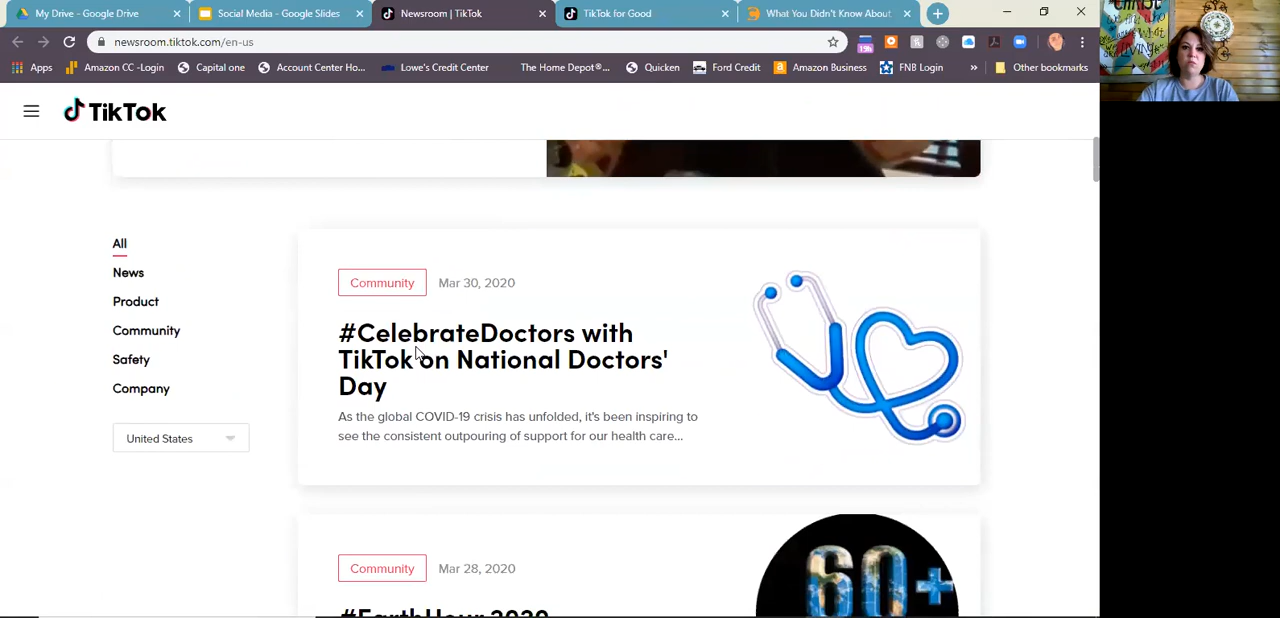 My Drive - Google Drive
Social Media - Google Slides
Newsroom | TikTok
TikTok for Good
What You Didn't Know About
newsroom.tiktok.com/en-us
19h
Apps
Amazon CC -Login
Capital one
Account Center Ho...
Lowe's Credit Center
The Home Depot®...
Quicken
Ford Credit
Amazon Business
FNB Login
»
Other bookmarks
TikTok
All
News
Product
Community
Safety
Company
United States
Community
Mar 30, 2020
#CelebrateDoctors with
TikTok on National Doctors'
Day
As the global COVID-19 crisis has unfolded, it's been inspiring to
see the consistent outpouring of support for our health care...
Community
Mar 28, 2020
#EarthHour 2020
60+